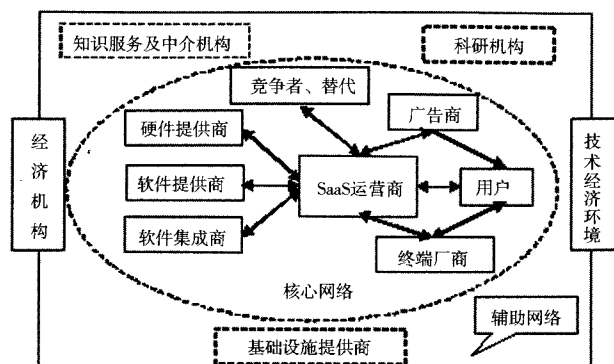 知识服务及中介机构
科研机构
竞争者、替代
广告商
硬件提供商
经济机构
软件提供商
SaaS运营商
用户
技术经济环境
软件集成商
终端厂商
核心网络
辅助网络
基础设施提供商